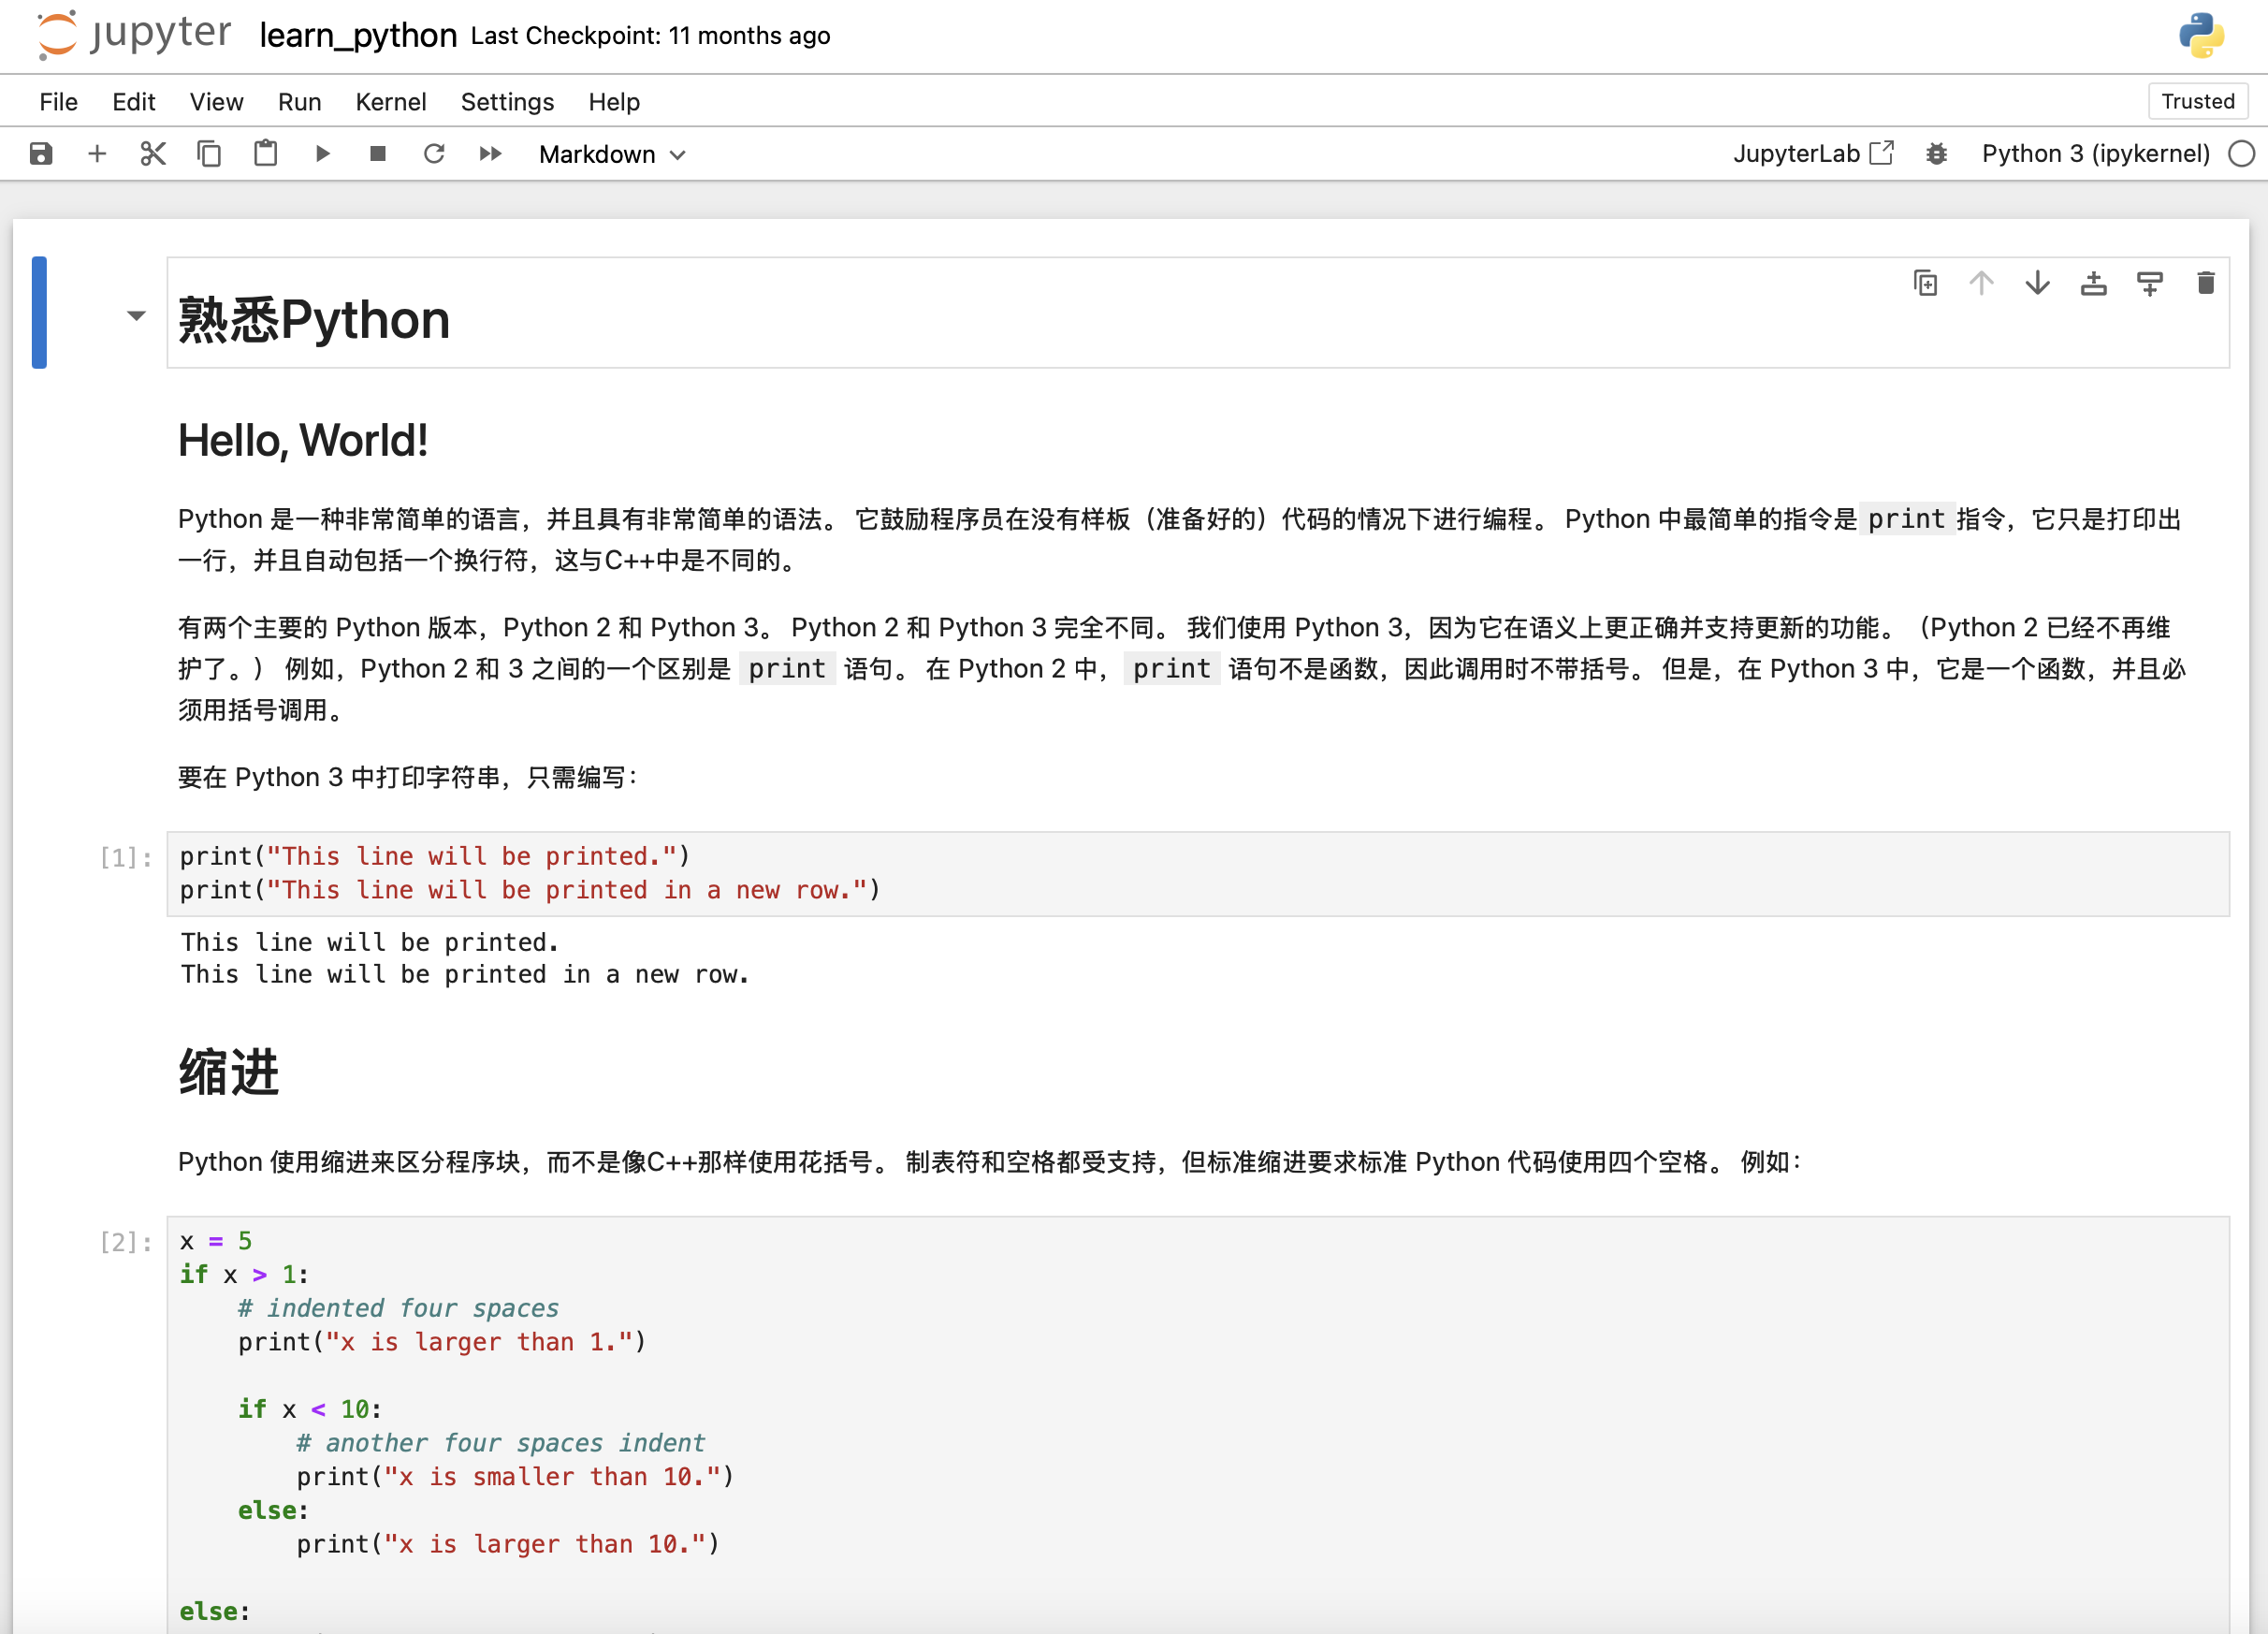 jupyter learn_python Last Checkpoint: 11 months ago
File Edit View Run Kernel Settings Help Trusted
Markdown JupyterLab Python 3 (ipykernel)
熟悉Python
Hello, World!
Python 是一种非常简单的语言，并且具有非常简单的语法。 它鼓励程序员在没有样板（准备好的）代码的情况下进行编程。 Python 中最简单的指令是 print 指令，它只是打印出
一行，并且自动包括一个换行符，这与C++中是不同的。
有两个主要的 Python 版本，Python 2 和 Python 3。 Python 2 和 Python 3 完全不同。 我们使用 Python 3，因为它在语义上更正确并支持更新的功能。（Python 2 已经不再维
护了。） 例如，Python 2 和 3 之间的一个区别是 print 语句。 在 Python 2 中， print 语句不是函数，因此调用时不带括号。 但是，在 Python 3 中，它是一个函数，并且必
须用括号调用。
要在 Python 3 中打印字符串，只需编写：
[1]: print("This line will be printed.")
print("This line will be printed in a new row.")
This line will be printed.
This line will be printed in a new row.
缩进
Python 使用缩进来区分程序块，而不是像C++那样使用花括号。 制表符和空格都受支持，但标准缩进要求标准 Python 代码使用四个空格。 例如：
[2]: x = 5
if x > 1:
    # indented four spaces
    print("x is larger than 1.")
    if x < 10:
        # another four spaces indent
        print("x is smaller than 10.")
    else:
        print("x is larger than 10.")
else: